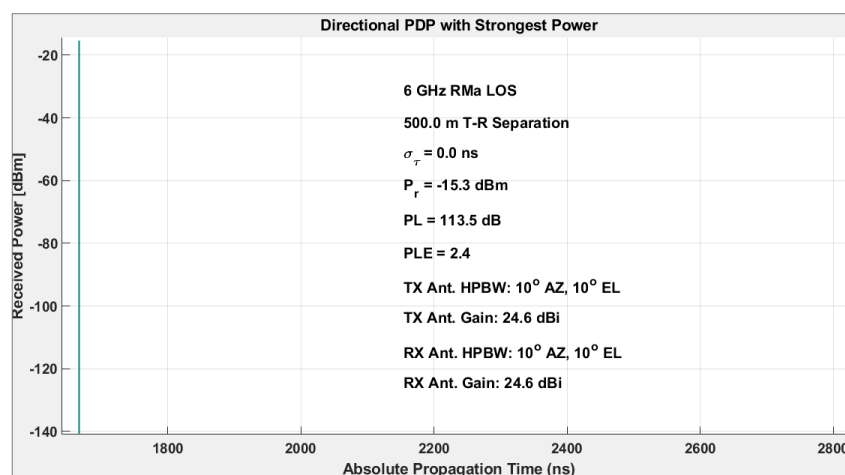 Directional PDP with Strongest Power
-20
-40
-60
-80
-100
-120
-140
Received Power [dBm]
6 GHz RMa LOS
500.0 m T-R Separation
στ = 0.0 ns
Pr = -15.3 dBm
PL = 113.5 dB
PLE = 2.4
TX Ant. HPBW: 10° AZ, 10° EL
TX Ant. Gain: 24.6 dBi
RX Ant. HPBW: 10° AZ, 10° EL
RX Ant. Gain: 24.6 dBi
1800 2000 2200 2400 2600 2800
Absolute Propagation Time (ns)